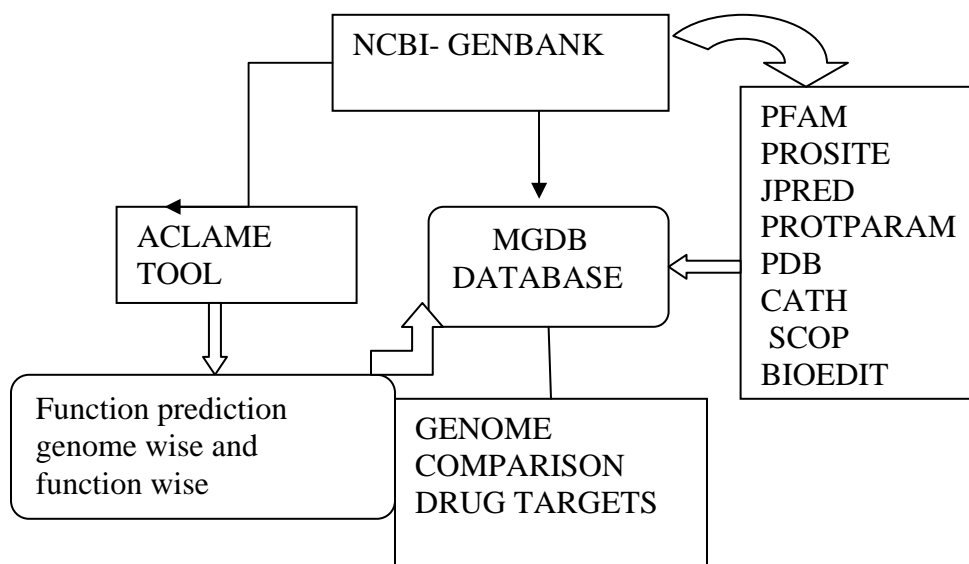 NCBI- GENBANK
PFAM
PROSITE
JPRED
PROTPARAM
PDB
CATH
SCOP
BIOEDIT
ACLAME
TOOL
MGDB
DATABASE
Function prediction
genome wise and
function wise
GENOME
COMPARISON
DRUG TARGETS